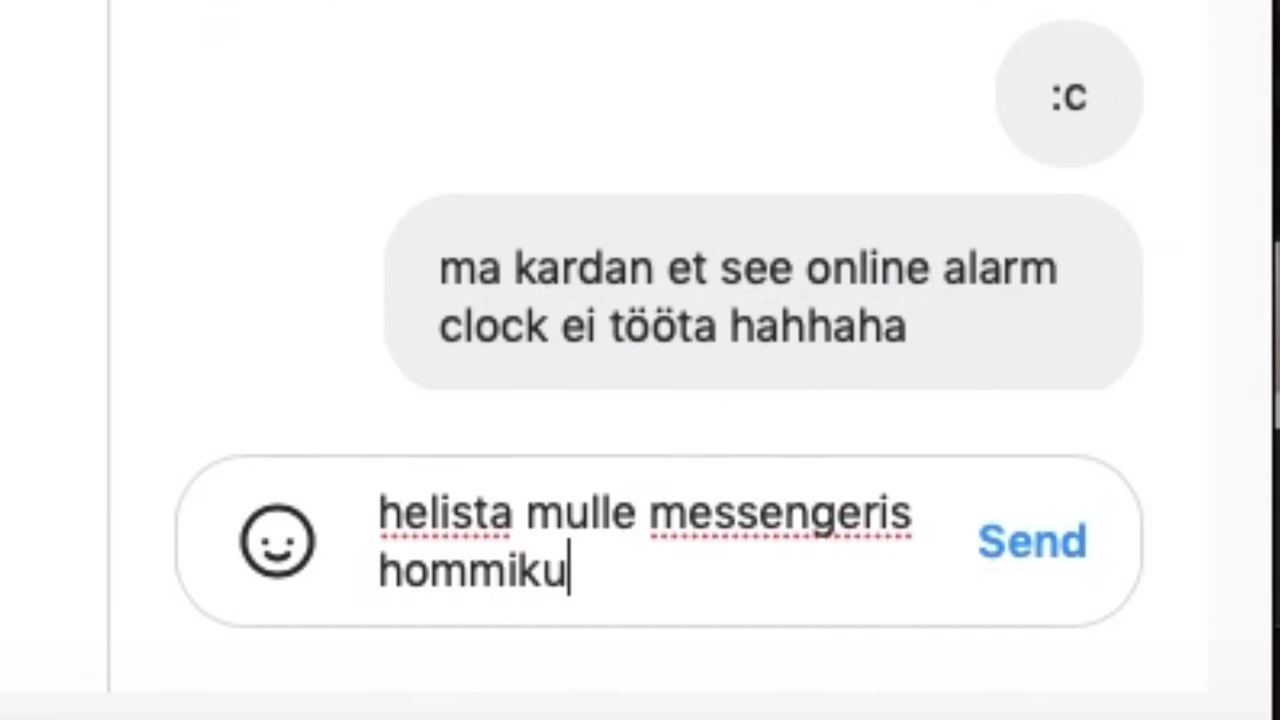 :c
ma kardan et see online alarm
clock ei tööta hahhaha
helista mulle messengeris
hommiku
Send